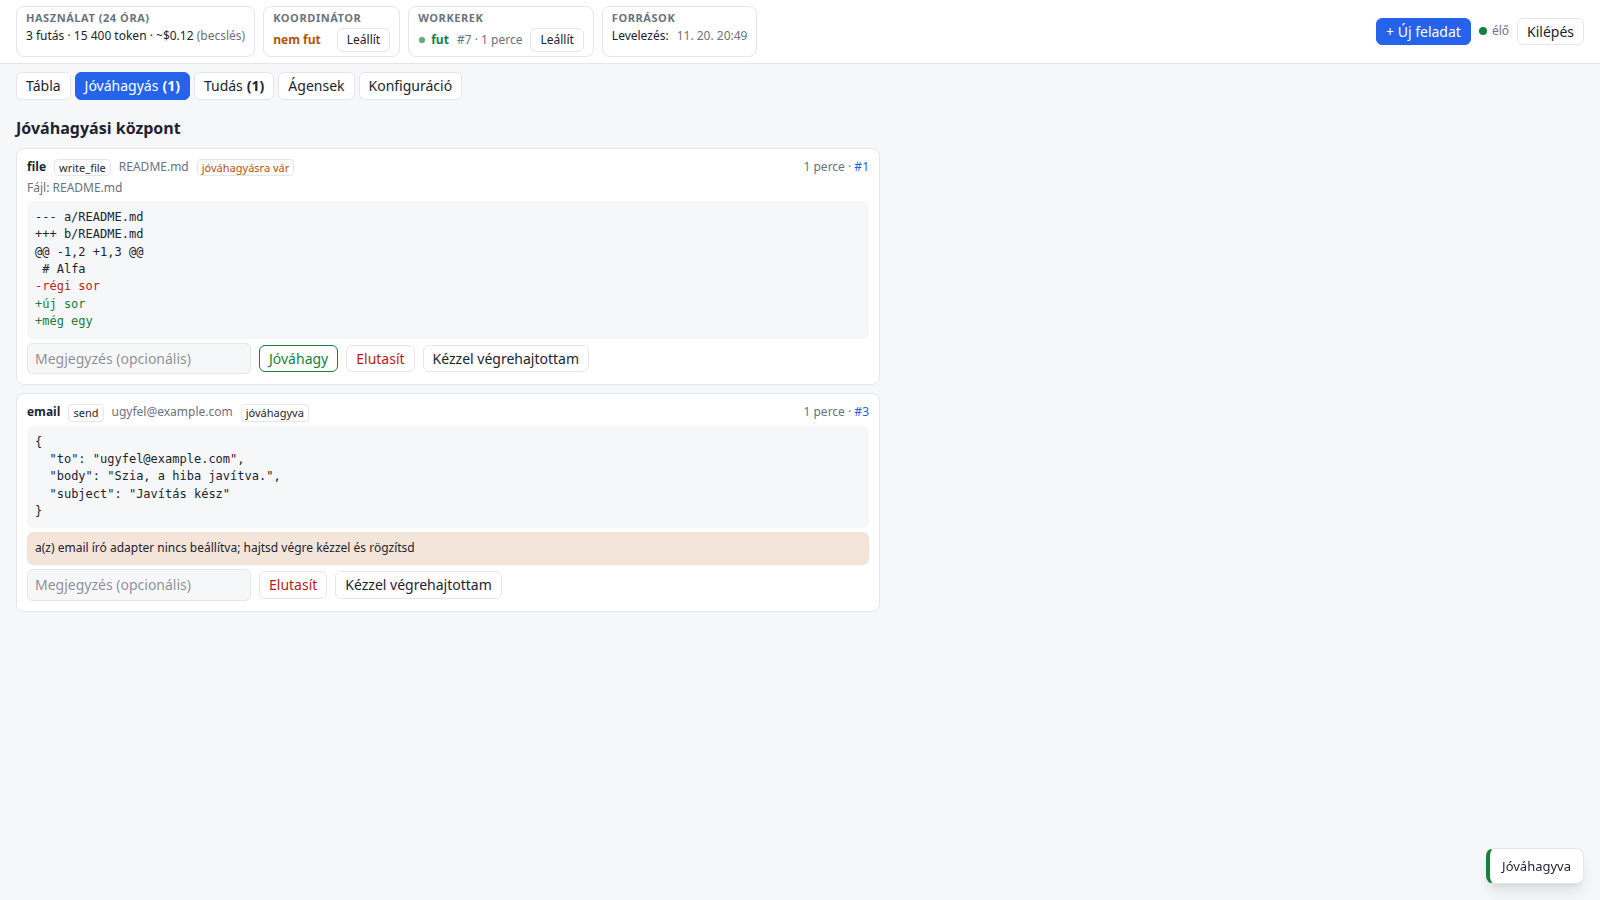 HASZNÁLAT (24 ÓRA)
3 futás · 15 400 token · ~$0.12 (becslés)
KOORDINÁTOR
nem fut Leállít
WORKEREK
fut #7 · 1 perce Leállít
FORRÁSOK
Levelezés: 11. 20. 20:49
+ Új feladat
élő
Kilépés
Tábla
Jóváhagyás (1)
Tudás (1)
Ágensek
Konfiguráció
Jóváhagyási központ
file write_file README.md jóváhagyásra vár 1 perce · #1
Fájl: README.md
--- a/README.md
+++ b/README.md
@@ -1,2 +1,3 @@
# Alfa
-régi sor
+új sor
+még egy
Megjegyzés (opcionális) Jóváhagy Elutasít Kézzel végrehajtottam
email send ugyfel@example.com jóváhagyva 1 perce · #3
{
"to": "ugyfel@example.com",
"body": "Szia, a hiba javítva.",
"subject": "Javítás kész"
}
a(z) email író adapter nincs beállítva; hajtsd végre kézzel és rögzítsd
Megjegyzés (opcionális) Elutasít Kézzel végrehajtottam
Jóváhagyva